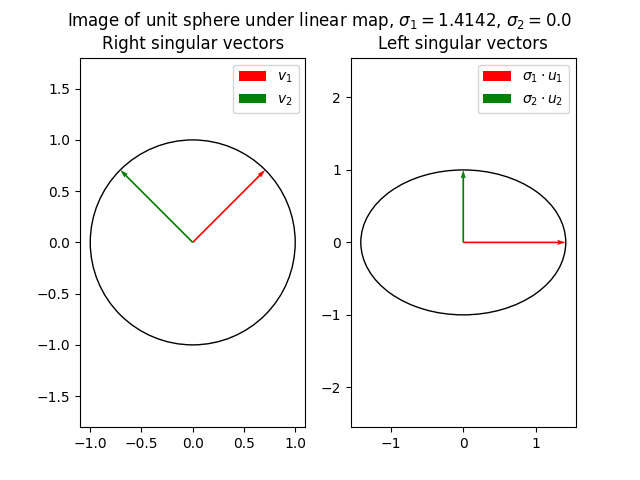 Image of unit sphere under linear map, σ₁ = 1.4142, σ₂ = 0.0
Right singular vectors
v₁
v₂
1.5
1.0
0.5
0.0
−0.5
−1.0
−1.5
−1.0 −0.5 0.0 0.5 1.0
Left singular vectors
σ₁ · u₁
σ₂ · u₂
2
1
0
−1
−2
−1 0 1